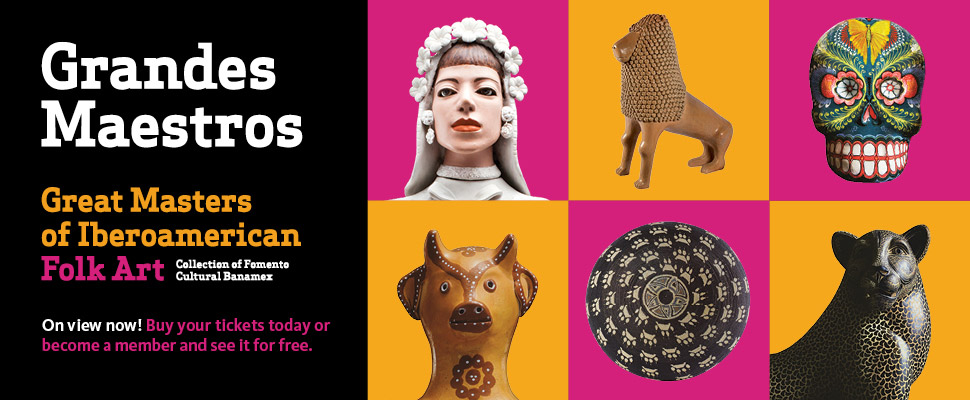 Grandes
Maestros
Great Masters
of Iberoamerican
Folk Art
Collection of Fomento
Cultural Banamex
On view now! Buy your tickets today or
become a member and see it for free.